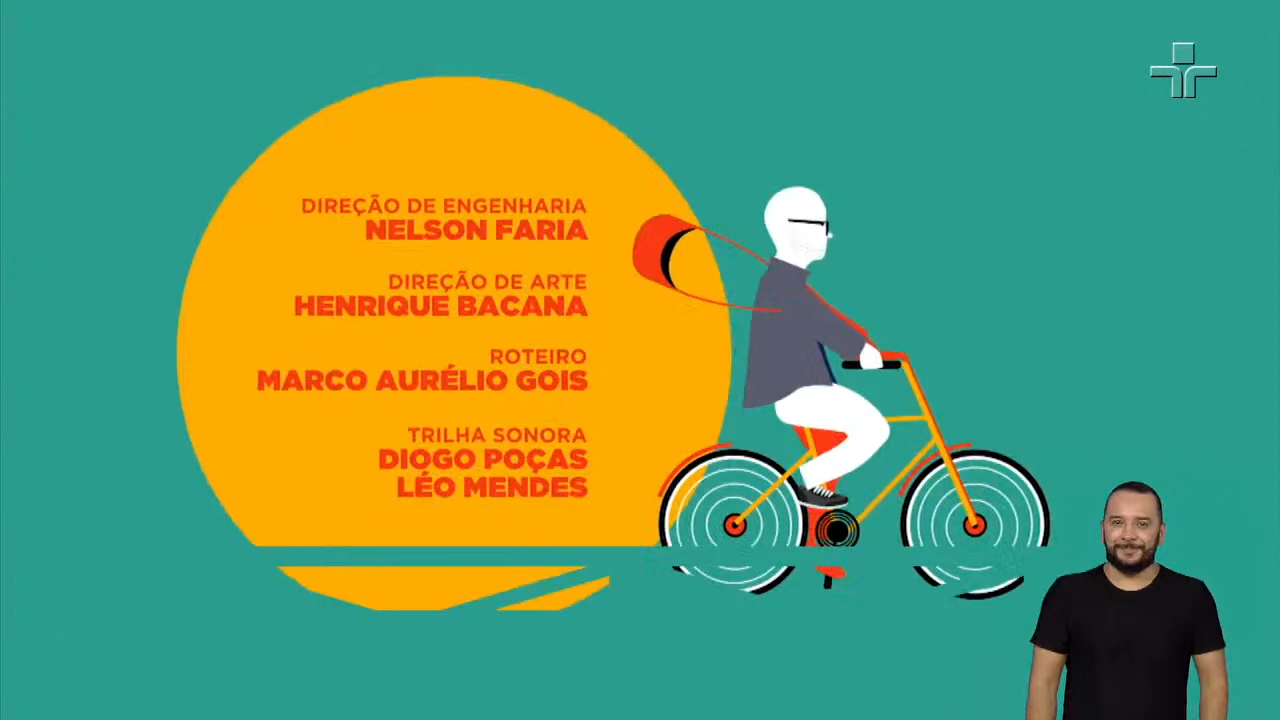 DIREÇÃO DE ENGENHARIA
NELSON FARIA
DIREÇÃO DE ARTE
HENRIQUE BACANA
ROTEIRO
MARCO AURÉLIO GOIS
TRILHA SONORA
DIOGO POÇAS
LÉO MENDES